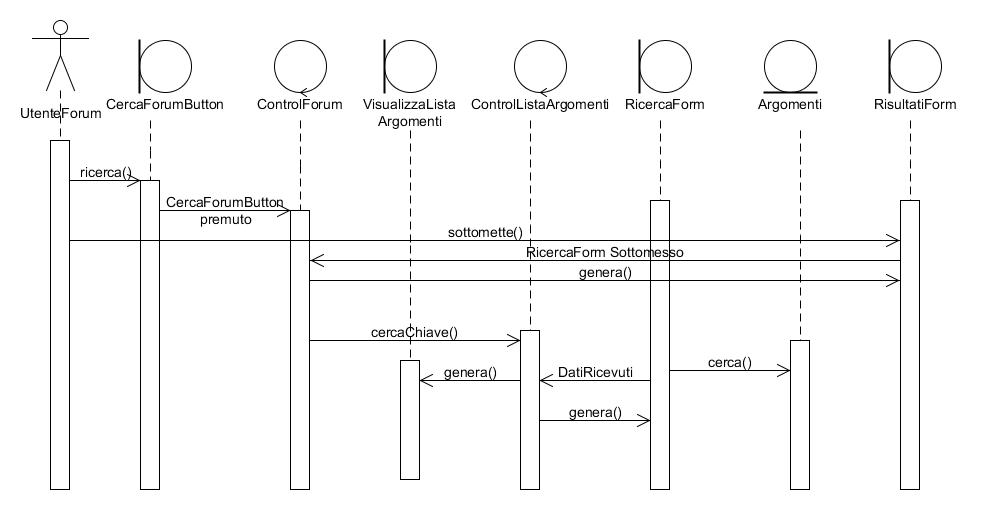 UtenteForum
CercaForumButton
ControlForum
VisualizzaLista
Argomenti
ControlListaArgomenti
RicercaForm
Argomenti
RisultatiForm
ricerca()
CercaForumButton
premuto
sottomette()
RicercaForm Sottomesso
genera()
cercaChiave()
cerca()
genera()
DatiRicevuti
genera()